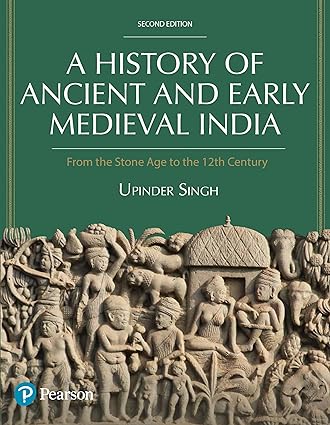 SECOND EDITION
A HISTORY OF
ANCIENT AND EARLY
MEDIEVAL INDIA
From the Stone Age to the 12th Century
UPINDER SINGH
P Pearson